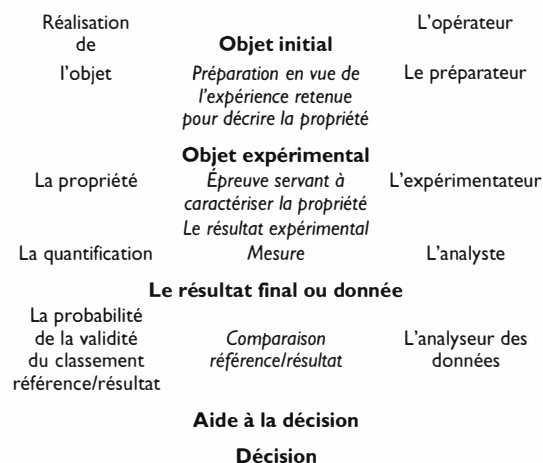 Réalisation
de
l'objet
Objet initial
L'opérateur
Préparation en vue de
l'expérience retenue
pour décrire la propriété
Le préparateur
Objet expérimental
La propriété
Épreuve servant à
caractériser la propriété
L'expérimentateur
Le résultat expérimental
La quantification
Mesure
L'analyste
Le résultat final ou donnée
La probabilité
de la validité
du classement
référence/résultat
Comparaison
référence/résultat
L'analyseur des
données
Aide à la décision
Décision